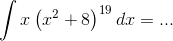 ∫ x (x² + 8)¹⁹ dx = ...